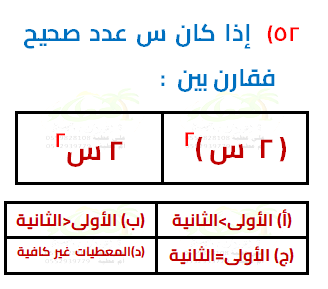 ٥٢) إذا كان س عدد صحيح
فقارن بين :
( ٢ س )٢ ٢ س٢
(أ) الأولى>الثانية (ب) الأولى<الثانية
(ج) الأولى=الثانية (د)المعطيات غير كافية